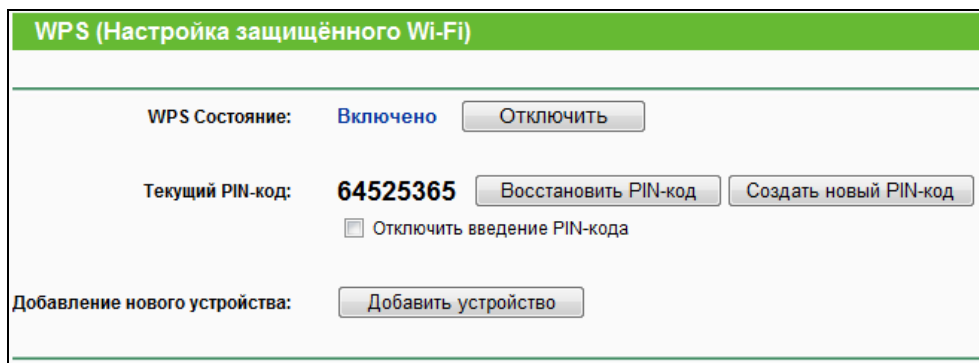 WPS (Настройка защищённого Wi-Fi)
WPS Состояние: Включено Отключить
Текущий PIN-код: 64525365 Восстановить PIN-код Создать новый PIN-код
Отключить введение PIN-кода
Добавление нового устройства: Добавить устройство